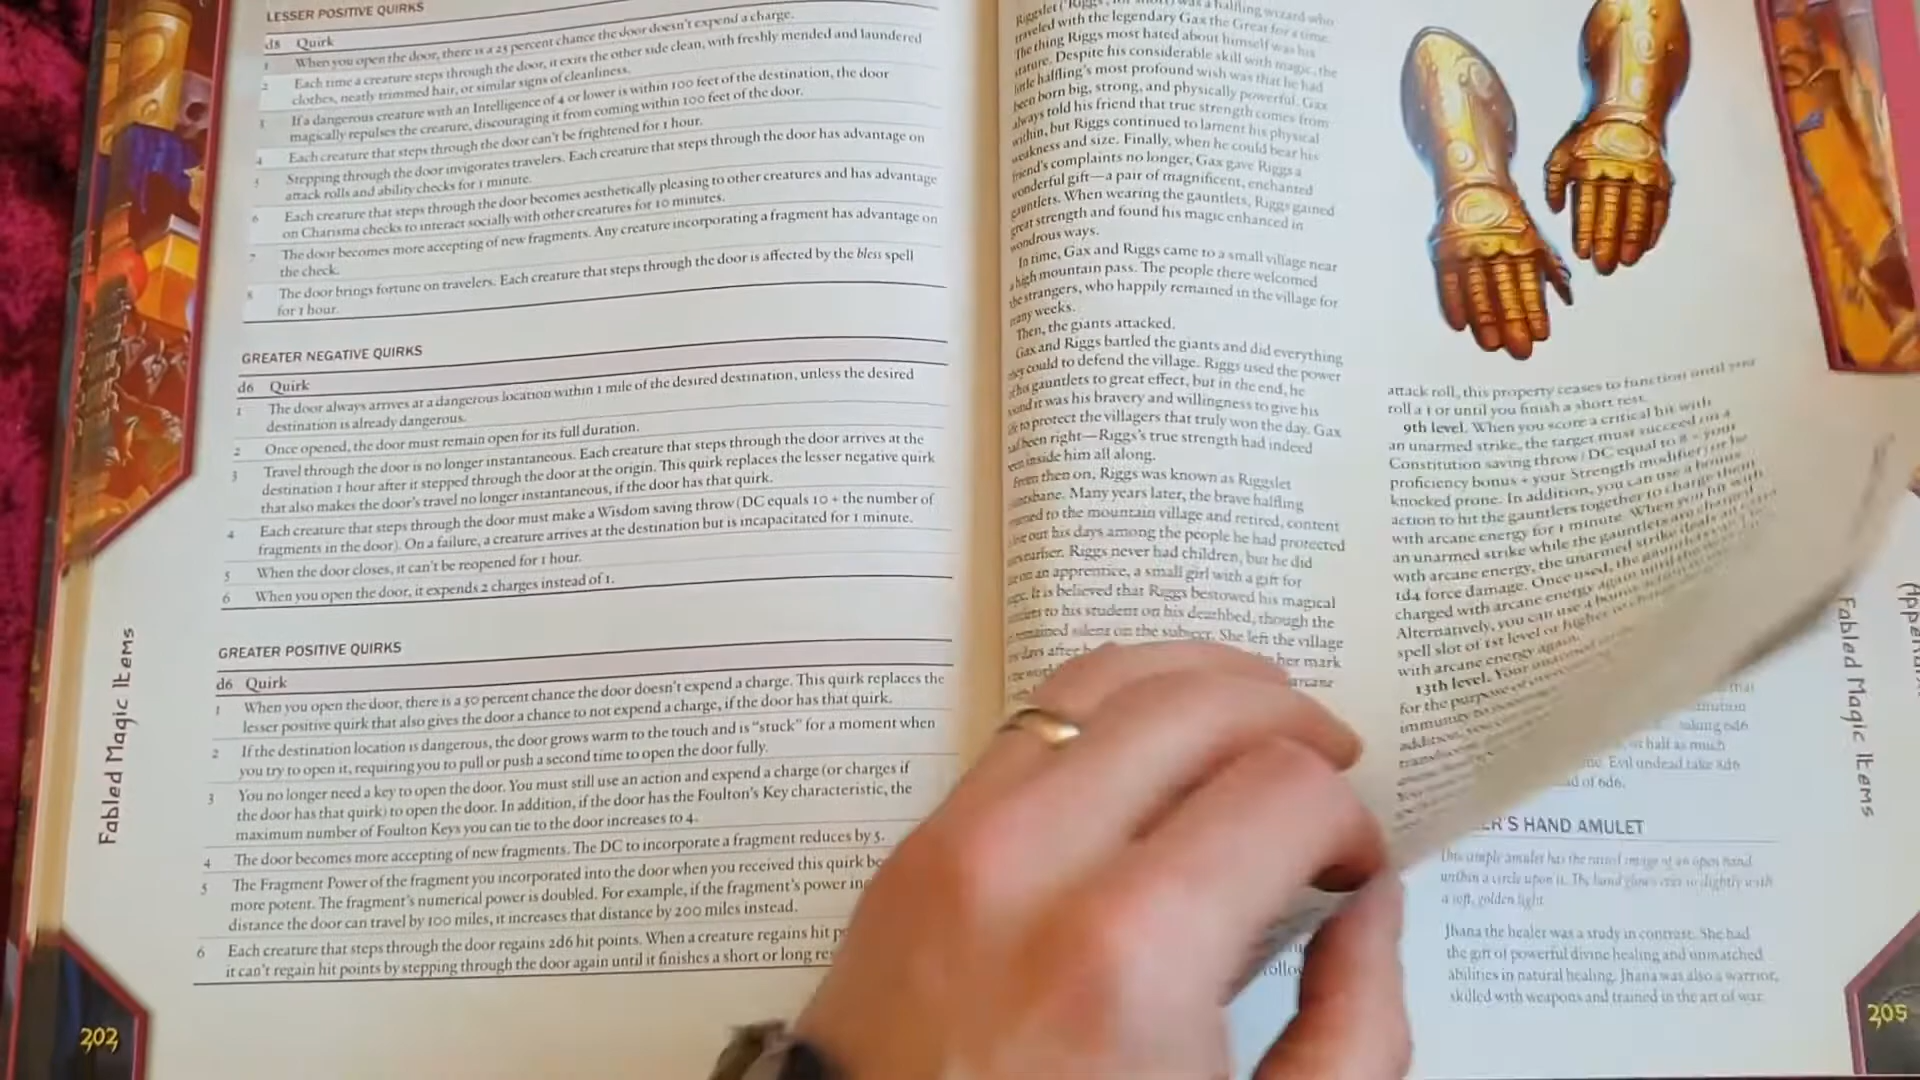 LESSER POSITIVE QUIRKS
d8 Quirk
1 When you open the door, there is a 25 percent chance the door doesn't expend a charge.
2 Each time a creature steps through the door, it exits the other side clean, with freshly mended and laundered
clothes, neatly trimmed hair, or similar signs of cleanliness.
3 If a dangerous creature with an Intelligence of 4 or lower is within 100 feet of the destination, the door
magically repulses the creature, discouraging it from coming within 100 feet of the door.
4 Each creature that steps through the door can't be frightened for 1 hour.
5 Stepping through the door invigorates travelers. Each creature that steps through the door has advantage on
attack rolls and ability checks for 1 minute.
6 Each creature that steps through the door becomes aesthetically pleasing to other creatures and has advantage
on Charisma checks to interact socially with other creatures for 10 minutes.
7 The door becomes more accepting of new fragments. Any creature incorporating a fragment has advantage on
the check.
8 The door brings fortune on travelers. Each creature that steps through the door is affected by the bless spell
for 1 hour.
GREATER NEGATIVE QUIRKS
d6 Quirk
1 The door always arrives at a dangerous location within 1 mile of the desired destination, unless the desired
destination is already dangerous.
2 Once opened, the door must remain open for its full duration.
3 Travel through the door is no longer instantaneous. Each creature that steps through the door arrives at the
destination 1 hour after it stepped through the door at the origin. This quirk replaces the lesser negative quirk
that also makes the door's travel no longer instantaneous, if the door has that quirk.
4 Each creature that steps through the door must make a Wisdom saving throw (DC equals 10 + the number of
fragments in the door). On a failure, a creature arrives at the destination but is incapacitated for 1 minute.
5 When the door closes, it can't be reopened for 1 hour.
6 When you open the door, it expends 2 charges instead of 1.
GREATER POSITIVE QUIRKS
d6 Quirk
1 When you open the door, there is a 50 percent chance the door doesn't expend a charge. This quirk replaces the
lesser positive quirk that also gives the door a chance to not expend a charge, if the door has that quirk.
2 If the destination location is dangerous, the door grows warm to the touch and is "stuck" for a moment when
you try to open it, requiring you to pull or push a second time to open the door fully.
3 You no longer need a key to open the door. You must still use an action and expend a charge (or charges if
the door has that quirk) to open the door. In addition, if the door has the Foulton's Key characteristic, the
maximum number of Foulton Keys you can tie to the door increases to 4.
4 The door becomes more accepting of new fragments. The DC to incorporate a fragment reduces by 5.
5 The Fragment Power of the fragment you incorporated into the door when you received this quirk be
more potent. The fragment's numerical power is doubled. For example, if the fragment's power in
distance the door can travel by 100 miles, it increases that distance by 200 miles instead.
6 Each creature that steps through the door regains 2d6 hit points. When a creature regains hit p
it can't regain hit points by stepping through the door again until it finishes a short or long re
Fabled Magic Items
202
was a halfling wizard who
traveled with the legendary Gax the Great for a time.
The thing Riggs most hated about himself was his
stature. Despite his considerable skill with magic, the
little halfling's most profound wish was that he had
been born big, strong, and physically powerful. Gax
always told his friend that true strength comes from
within, but Riggs continued to lament his physical
weakness and size. Finally, when he could bear his
friend's complaints no longer, Gax gave Riggs a
wonderful gift—a pair of magnificent, enchanted
gauntlets. When wearing the gauntlets, Riggs gained
great strength and found his magic enhanced in
wondrous ways.
In time, Gax and Riggs came to a small village near
a high mountain pass. The people there welcomed
the strangers, who happily remained in the village for
many weeks.
Then, the giants attacked.
Gax and Riggs battled the giants and did everything
they could to defend the village. Riggs used the power
of his gauntlets to great effect, but in the end, he
found it was his bravery and willingness to give his
life to protect the villagers that truly won the day. Gax
had been right—Riggs's true strength had indeed
been inside him all along.
From then on, Riggs was known as Riggslet
Many years later, the brave halfling
to the mountain village and retired, content
out his days among the people he had protected
Riggs never had children, but he did
on an apprentice, a small girl with a gift for
It is believed that Riggs bestowed his magical
to his student on his deathbed, though the
remained silent on the subject. She left the village
days after
her mark
arcane
attack roll, this property ceases to function until you
roll a 1 or until you finish a short rest.
9th level. When you score a critical hit with
an unarmed strike, the target must succeed on a
Constitution saving throw (DC equal to 8 + your
proficiency bonus + your Strength modifier) or be
knocked prone. In addition, you can use a bonus
action to hit the gauntlets together to charge them
with arcane energy for 1 minute. When you hit with
an unarmed strike while the gauntlets are charged
with arcane energy, the unarmed strike deals an extra
1d4 force damage. Once used, the gauntlets can't be
charged with arcane energy again until
Alternatively, you can use a bonus
spell slot of 1st level or higher
with arcane energy again.
13th level. Your unarmed
for the purpose of
immunity to
taking 6d6
half as much
Evil undead take 8d6
of 6d6.
ER'S HAND AMULET
This simple amulet has the raised image of an open hand
within a circle upon it. The hand glows ever so slightly with
a soft, golden light.
Jhana the healer was a study in contrast. She had
the gift of powerful divine healing and unmatched
abilities in natural healing. Jhana was also a warrior,
skilled with weapons and trained in the art of war.
Fabled Magic Items
205